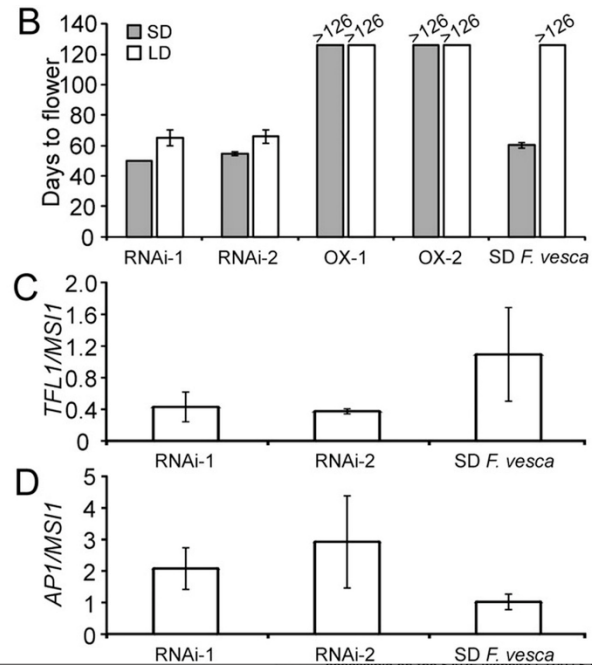 B
Days to flower
140
120
100
80
60
40
20
0
SD
LD
>126 >126 >126 >126 >126
RNAi-1 RNAi-2 OX-1 OX-2 SD F. vesca
C
TFL1/MSI1
2.0
1.6
1.2
0.8
0.4
0
RNAi-1 RNAi-2 SD F. vesca
D
AP1/MSI1
5
4
3
2
1
0
RNAi-1 RNAi-2 SD F. vesca